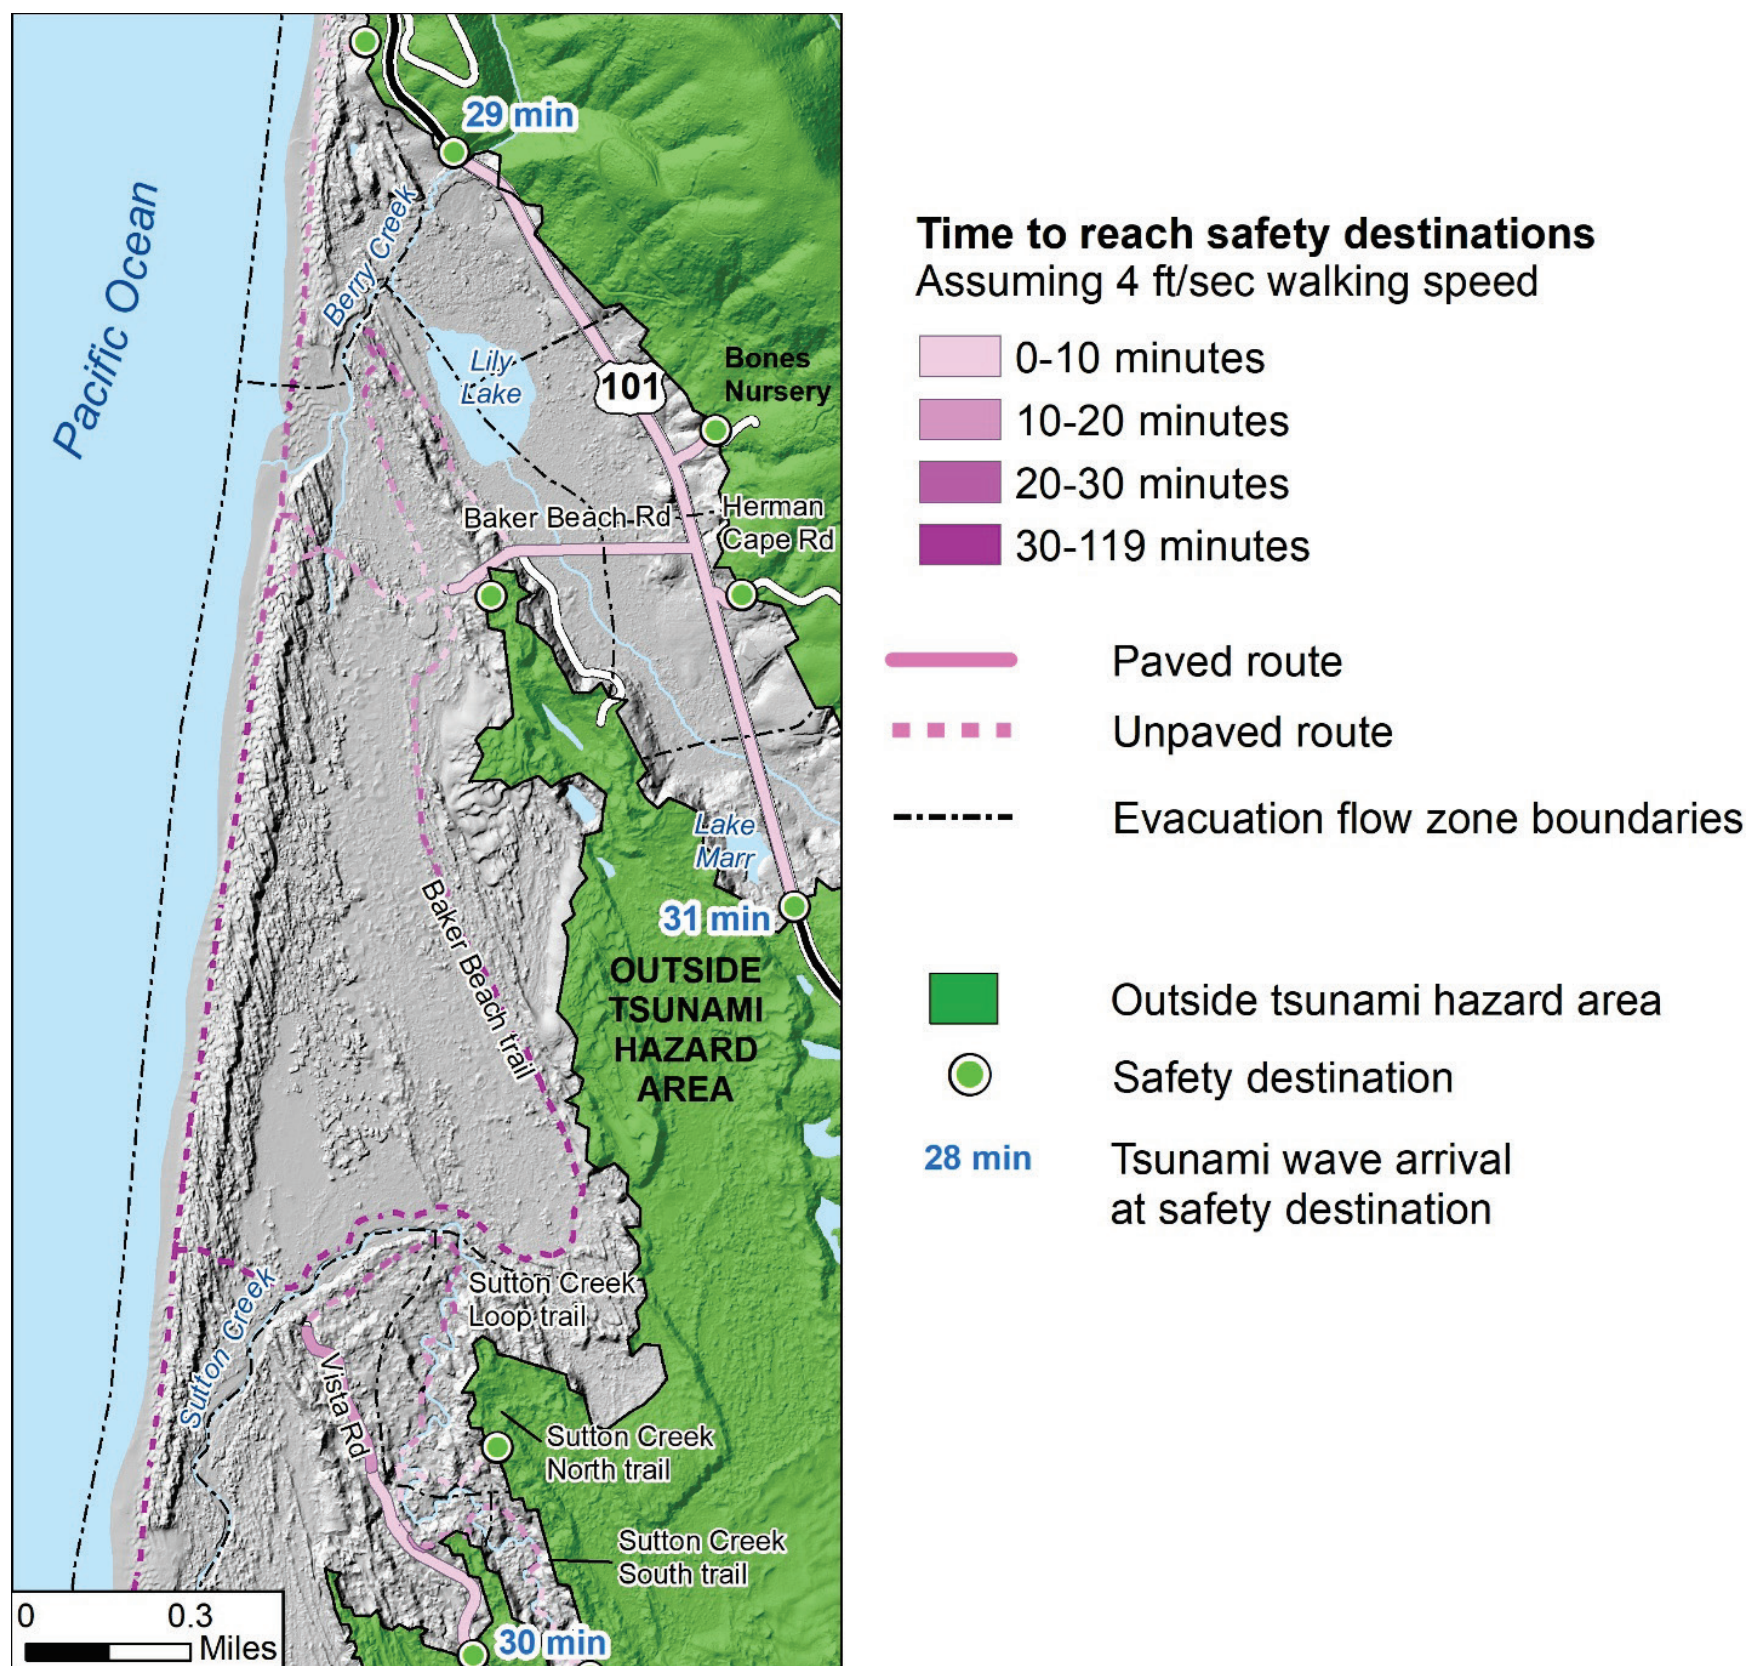 29 min
Pacific Ocean
Berry Creek
Lily
Lake
101
Bones
Nursery
Baker Beach Rd
Herman
Cape Rd
Lake
Marr
31 min
Baker Beach trail
OUTSIDE
TSUNAMI
HAZARD
AREA
Sutton Creek
Sutton Creek
Loop trail
Vista Rd
Sutton Creek
North trail
Sutton Creek
South trail
30 min
0 0.3
Miles
Time to reach safety destinations
Assuming 4 ft/sec walking speed
0-10 minutes
10-20 minutes
20-30 minutes
30-119 minutes
Paved route
Unpaved route
Evacuation flow zone boundaries
Outside tsunami hazard area
Safety destination
28 min Tsunami wave arrival
at safety destination